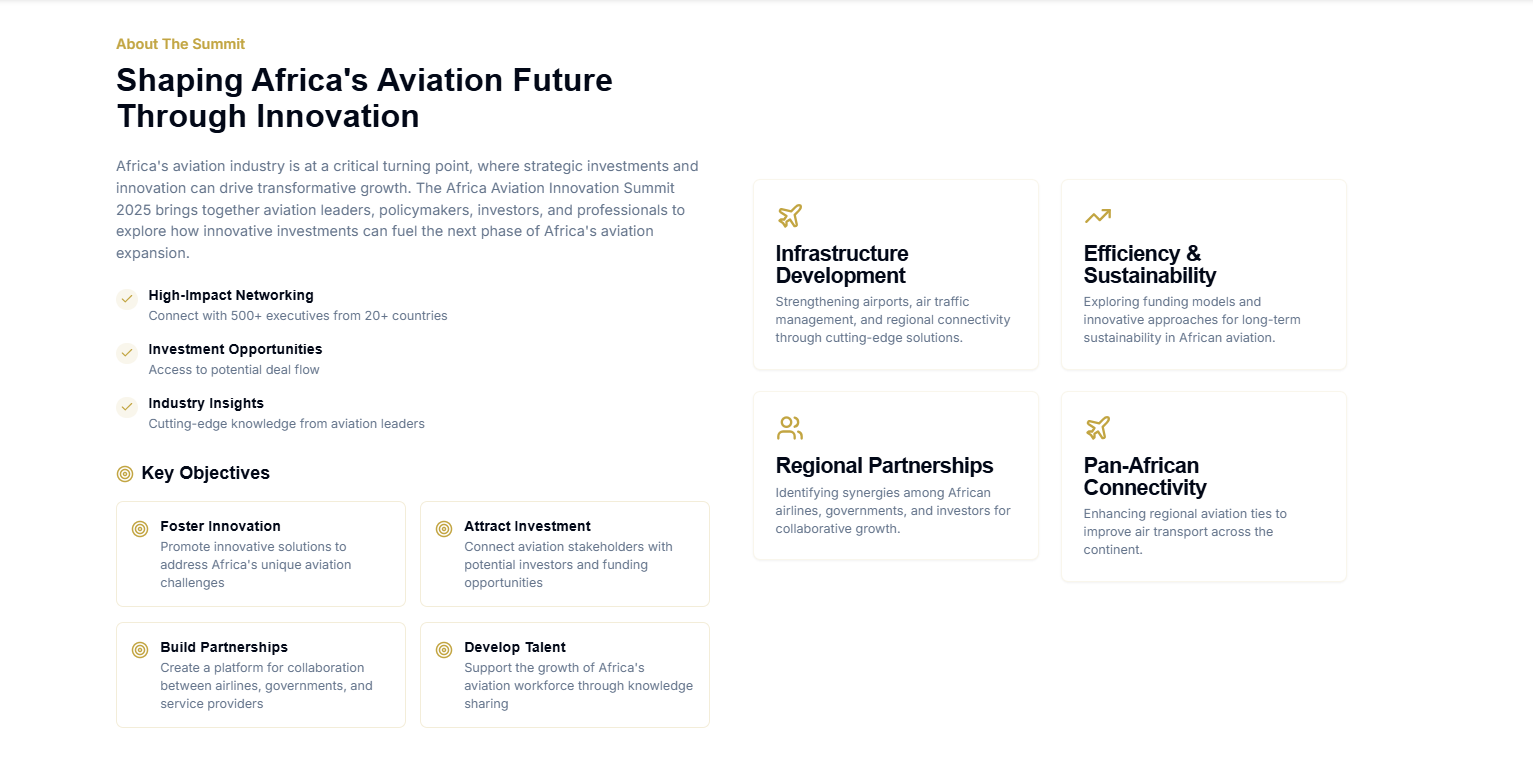 About The Summit
Shaping Africa's Aviation Future
Through Innovation
Africa's aviation industry is at a critical turning point, where strategic investments and
innovation can drive transformative growth. The Africa Aviation Innovation Summit
2025 brings together aviation leaders, policymakers, investors, and professionals to
explore how innovative investments can fuel the next phase of Africa's aviation
expansion.
High-Impact Networking
Connect with 500+ executives from 20+ countries
Investment Opportunities
Access to potential deal flow
Industry Insights
Cutting-edge knowledge from aviation leaders
Key Objectives
Foster Innovation
Promote innovative solutions to
address Africa's unique aviation
challenges
Attract Investment
Connect aviation stakeholders with
potential investors and funding
opportunities
Build Partnerships
Create a platform for collaboration
between airlines, governments, and
service providers
Develop Talent
Support the growth of Africa's
aviation workforce through knowledge
sharing
Infrastructure
Development
Strengthening airports, air traffic
management, and regional connectivity
through cutting-edge solutions.
Efficiency &
Sustainability
Exploring funding models and
innovative approaches for long-term
sustainability in African aviation.
Regional Partnerships
Identifying synergies among African
airlines, governments, and investors for
collaborative growth.
Pan-African
Connectivity
Enhancing regional aviation ties to
improve air transport across the
continent.